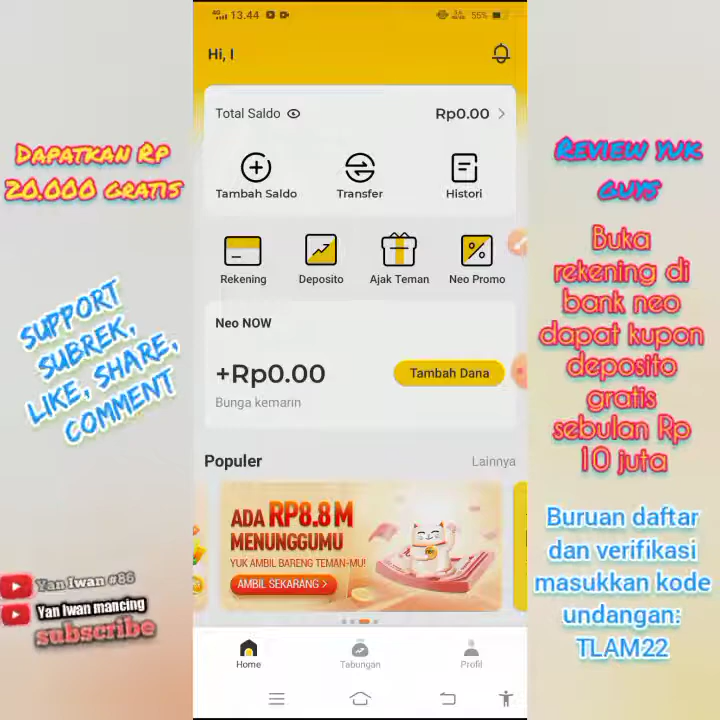 Dapatkan Rp
20.000 gratis
Support
Subrek,
Like, Share,
Comment
Yan Iwan #86
Yan Iwan mancing
subscribe
13.44
55%
Hi, I
Total Saldo
Rp0.00
Tambah Saldo
Transfer
Histori
Rekening
Deposito
Ajak Teman
Neo Promo
Neo NOW
+Rp0.00
Tambah Dana
Bunga kemarin
Populer
Lainnya
ADA RP8.8M
MENUNGGUMU
YUK AMBIL BARENG TEMAN-MU!
AMBIL SEKARANG >
Home
Tabungan
Profil
Review yuk
guys
Buka
rekening di
bank neo
dapat kupon
deposito
gratis
sebulan Rp
10 juta
Buruan daftar
dan verifikasi
masukkan kode
undangan:
TLAM22